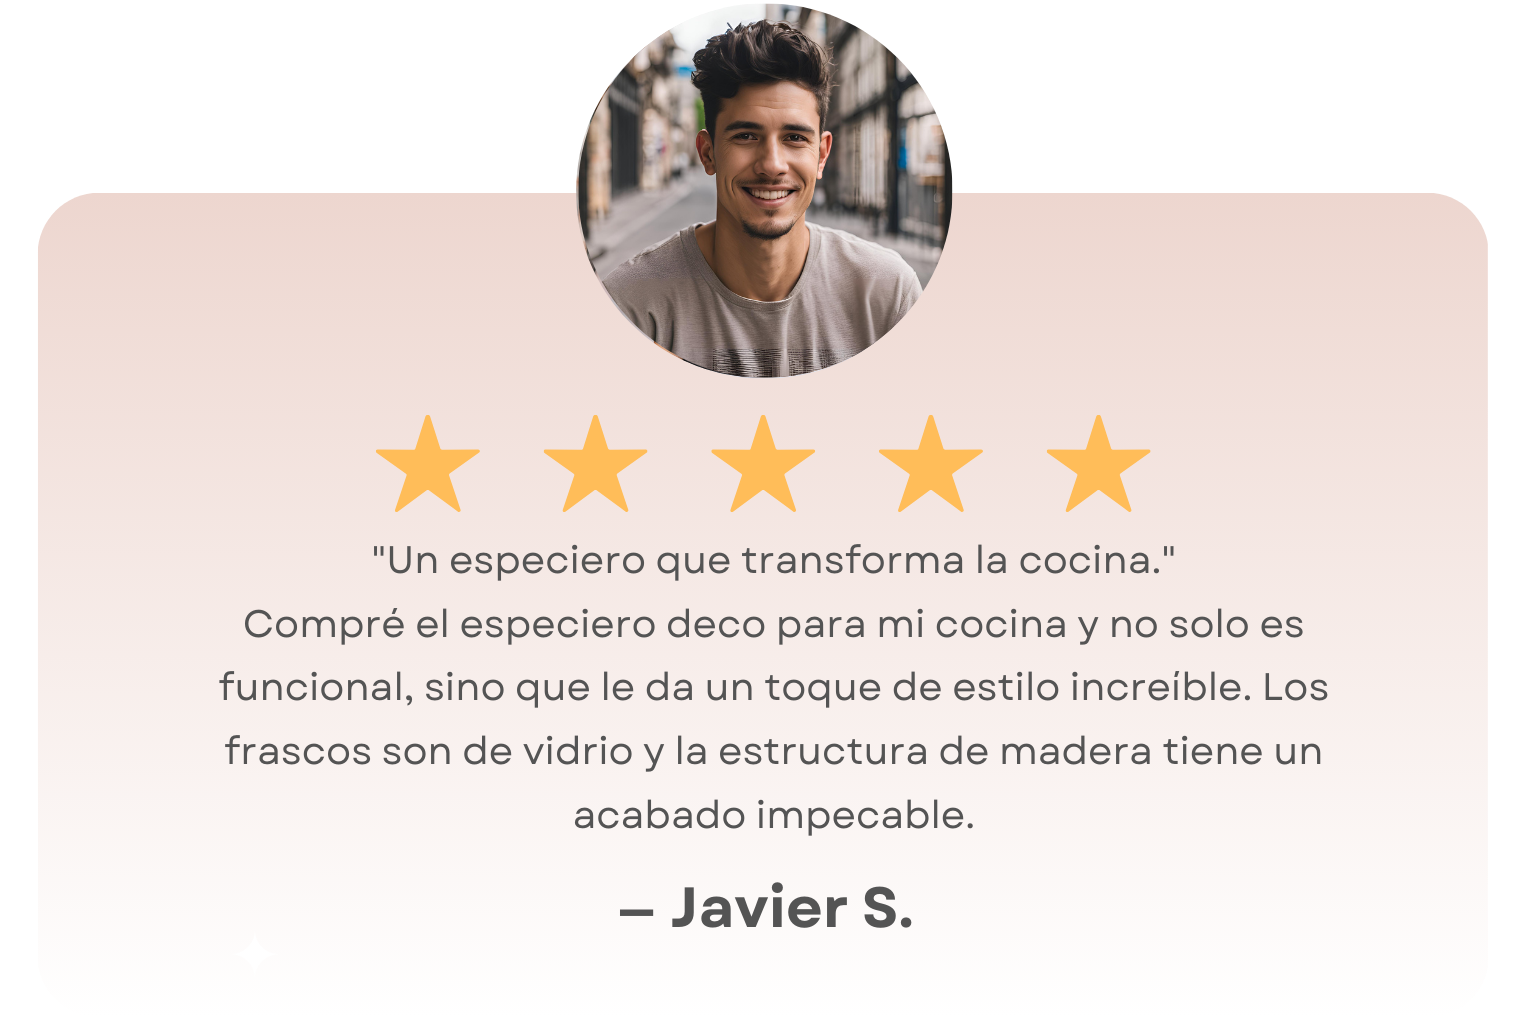 "Un especiero que transforma la cocina."
Compré el especiero deco para mi cocina y no solo es
funcional, sino que le da un toque de estilo increíble. Los
frascos son de vidrio y la estructura de madera tiene un
acabado impecable.
– Javier S.